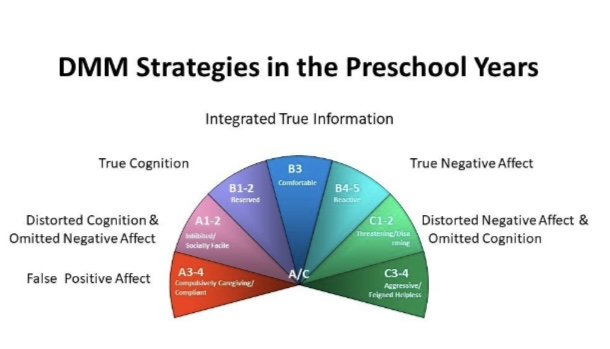 DMM Strategies in the Preschool Years
Integrated True Information
True Cognition
True Negative Affect
B3
Comfortable
B1-2
Reserved
B4-5
Reactive
Distorted Cognition &
Omitted Negative Affect
A1-2
Inhibited/
Socially Facile
C1-2
Threatening/Disa
rming
Distorted Negative Affect &
Omitted Cognition
False Positive Affect
A3-4
Compulsively Caregiving/
Compliant
A/C
C3-4
Aggressive/
Feigned Helpless